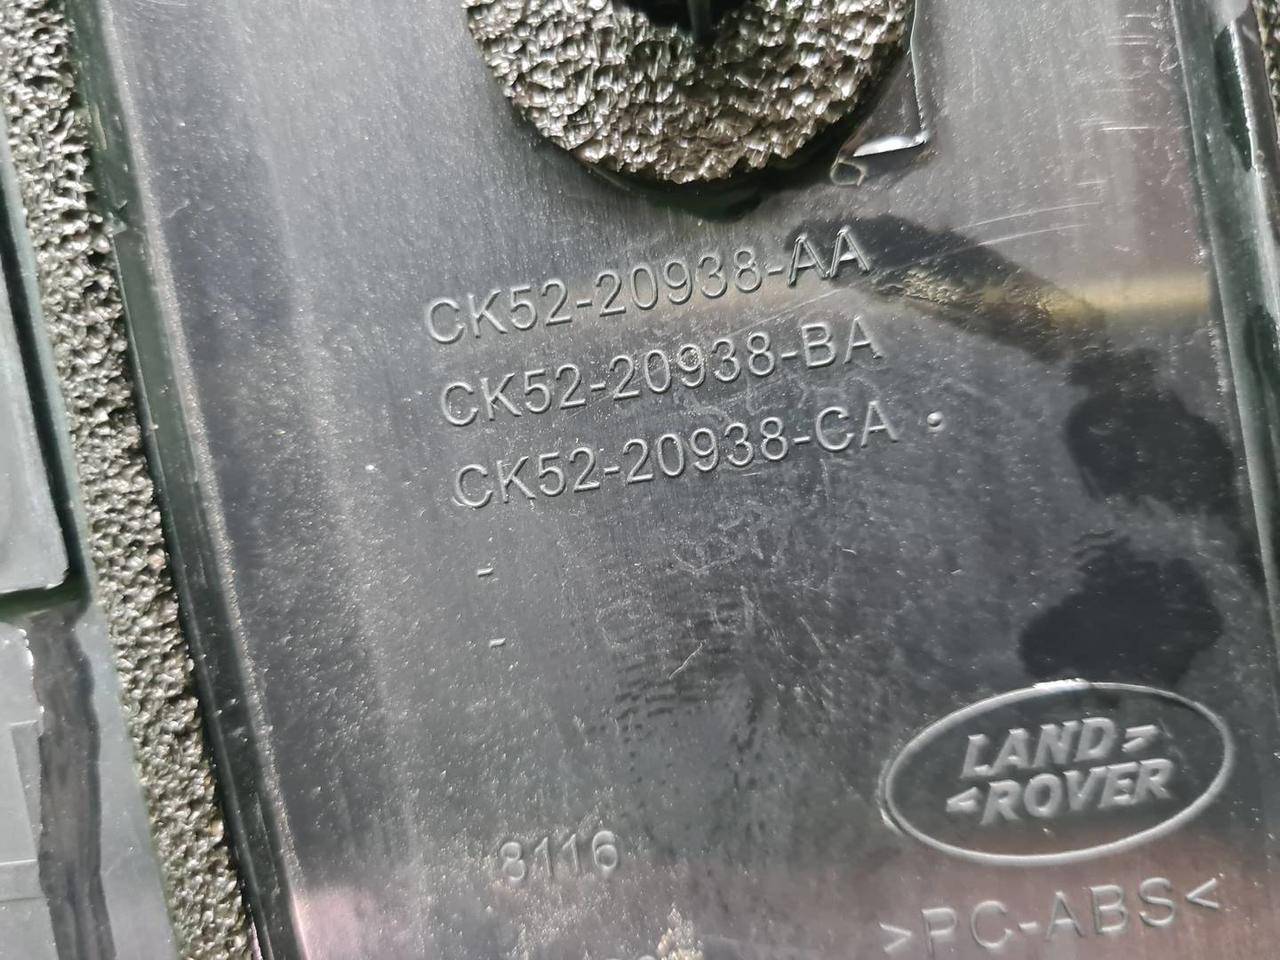 CK52-20938-AA
CK52-20938-BA
CK52-20938-CA .
-
-
LAND
ROVER
8116
>PC-ABS<